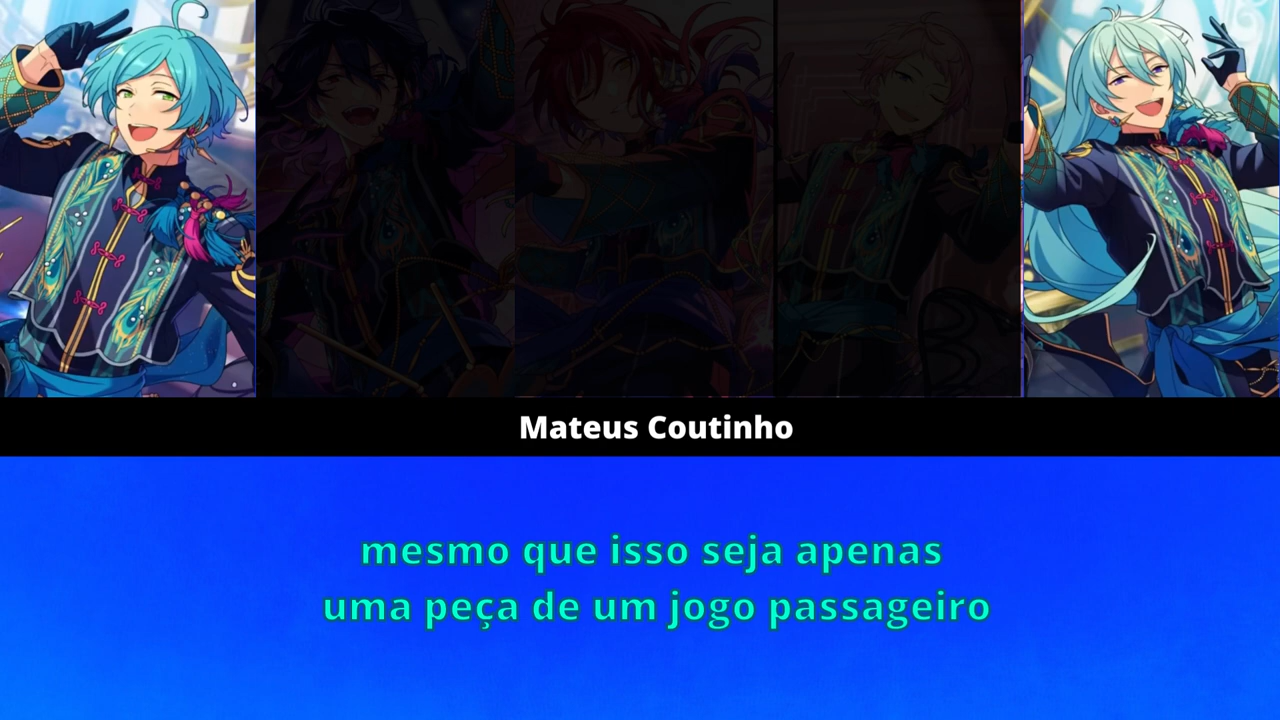 Mateus Coutinho
mesmo que isso seja apenas
uma peça de um jogo passageiro